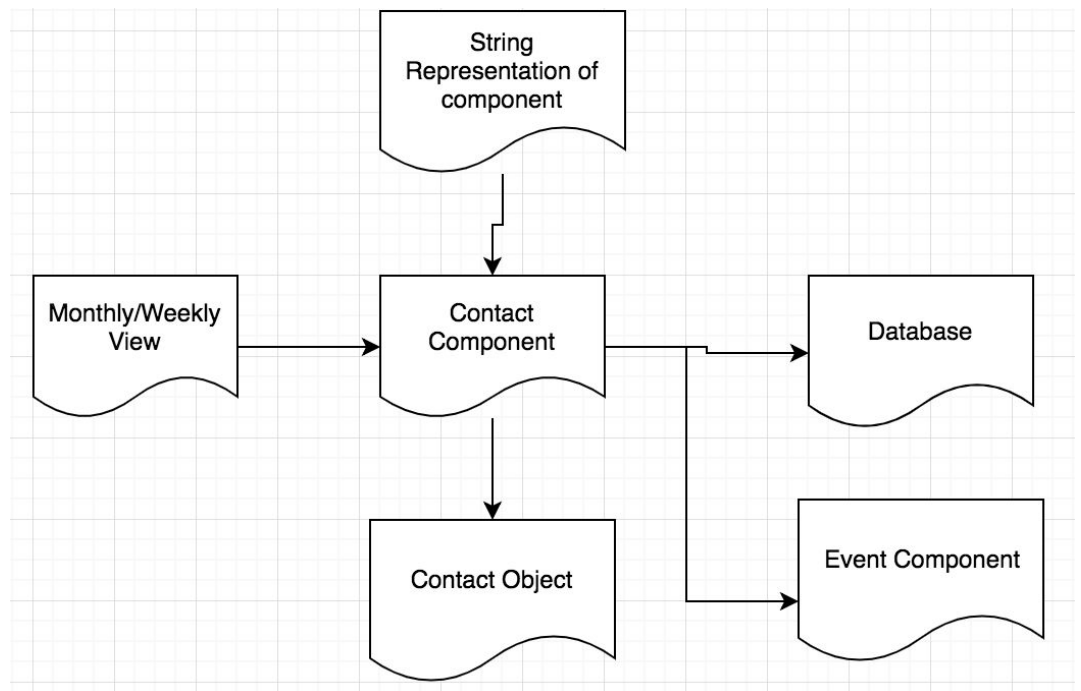 String
Representation of
component
Monthly/Weekly
View
Contact
Component
Database
Contact Object
Event Component